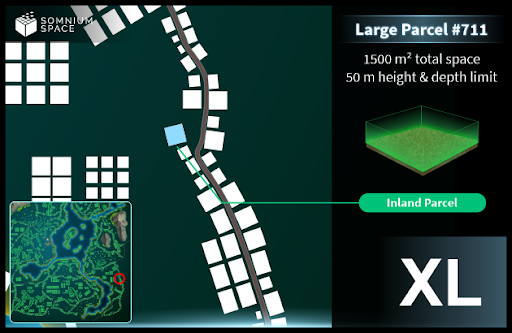 SOMNIUM
SPACE
Large Parcel #711
1500 m² total space
50 m height & depth limit
Inland Parcel
XL